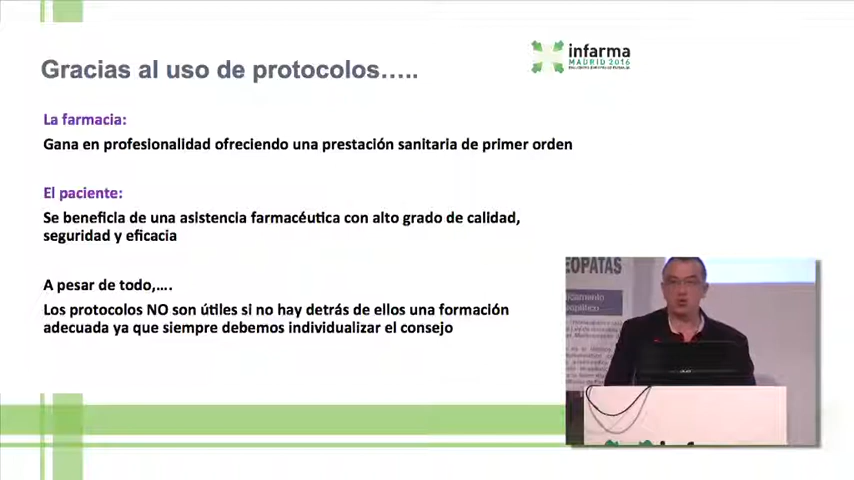 Gracias al uso de protocolos…..
infarma
MADRID 2016
La farmacia:
Gana en profesionalidad ofreciendo una prestación sanitaria de primer orden
El paciente:
Se beneficia de una asistencia farmacéutica con alto grado de calidad,
seguridad y eficacia
A pesar de todo,….
Los protocolos NO son útiles si no hay detrás de ellos una formación
adecuada ya que siempre debemos individualizar el consejo
EOPATAS
acer